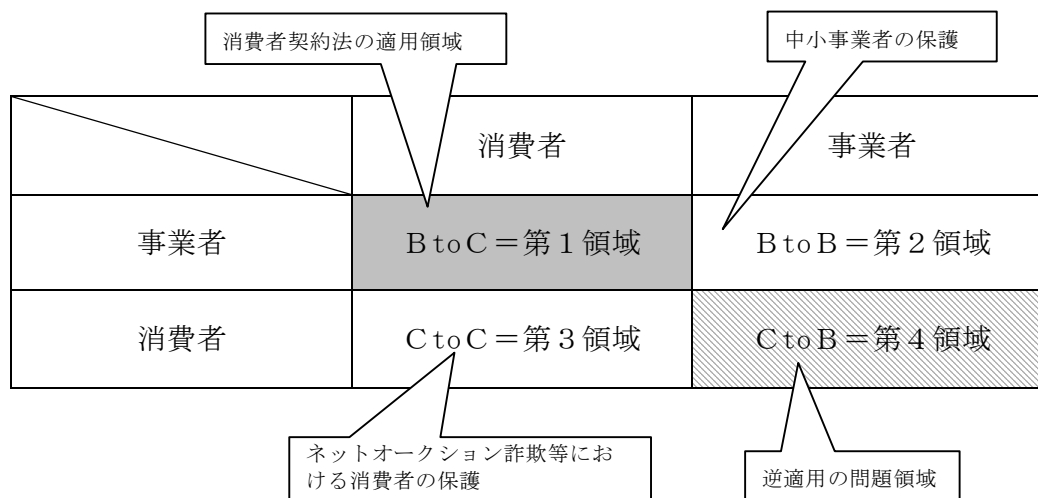 消費者契約法の適用領域
中小事業者の保護
消費者
事業者
事業者
BtoC=第1領域
BtoB=第2領域
消費者
CtoC=第3領域
CtoB=第4領域
ネットオークション詐欺等にお
ける消費者の保護
逆適用の問題領域